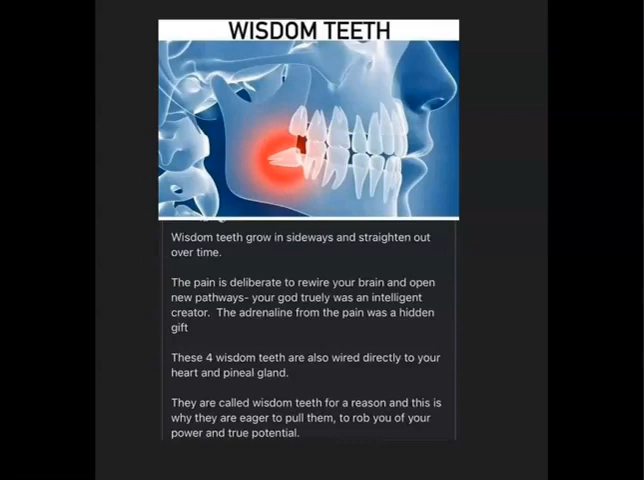 WISDOM TEETH
Wisdom teeth grow in sideways and straighten out
over time.
The pain is deliberate to rewire your brain and open
new pathways- your god truely was an intelligent
creator. The adrenaline from the pain was a hidden
gift
These 4 wisdom teeth are also wired directly to your
heart and pineal gland.
They are called wisdom teeth for a reason and this is
why they are eager to pull them, to rob you of your
power and true potential.